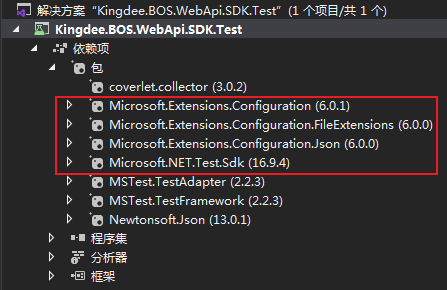 解决方案"Kingdee.BOS.WebApi.SDK.Test"(1 个项目/共 1 个)
Kingdee.BOS.WebApi.SDK.Test
依赖项
包
coverlet.collector (3.0.2)
Microsoft.Extensions.Configuration (6.0.1)
Microsoft.Extensions.Configuration.FileExtensions (6.0.0)
Microsoft.Extensions.Configuration.Json (6.0.0)
Microsoft.NET.Test.Sdk (16.9.4)
MSTest.TestAdapter (2.2.3)
MSTest.TestFramework (2.2.3)
Newtonsoft.Json (13.0.1)
程序集
分析器
框架